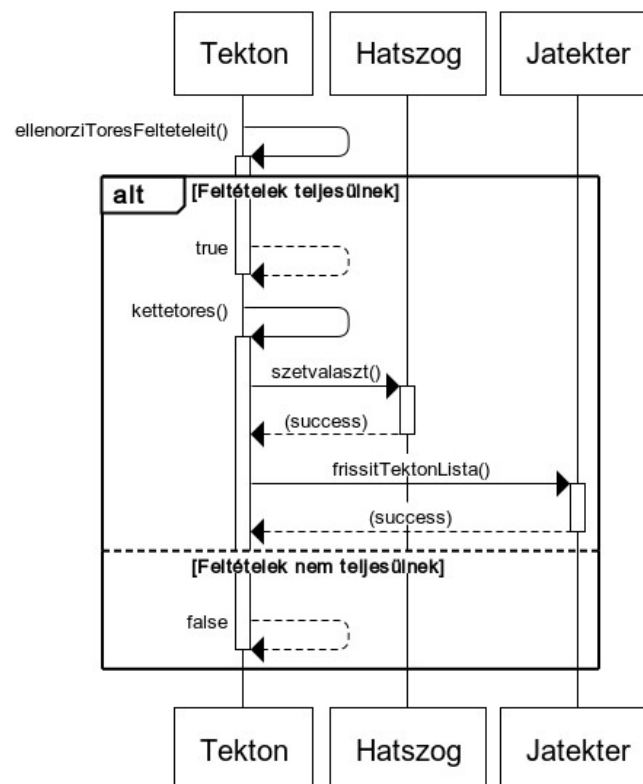 Tekton
Hatszog
Jatekter
ellenorziToresFelteteleit()
alt
[Feltételek teljesülnek]
true
kettetores()
szetvalaszt()
(success)
frissitTektonLista()
(success)
[Feltételek nem teljesülnek]
false
Tekton
Hatszog
Jatekter